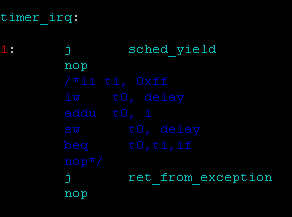 timer_irq:
1: j sched_yield
nop
/*li t1, 0xff
lw t0, delay
addu t0, 1
sw t0, delay
beq t0,t1,1f
nop*/
j ret_from_exception
nop